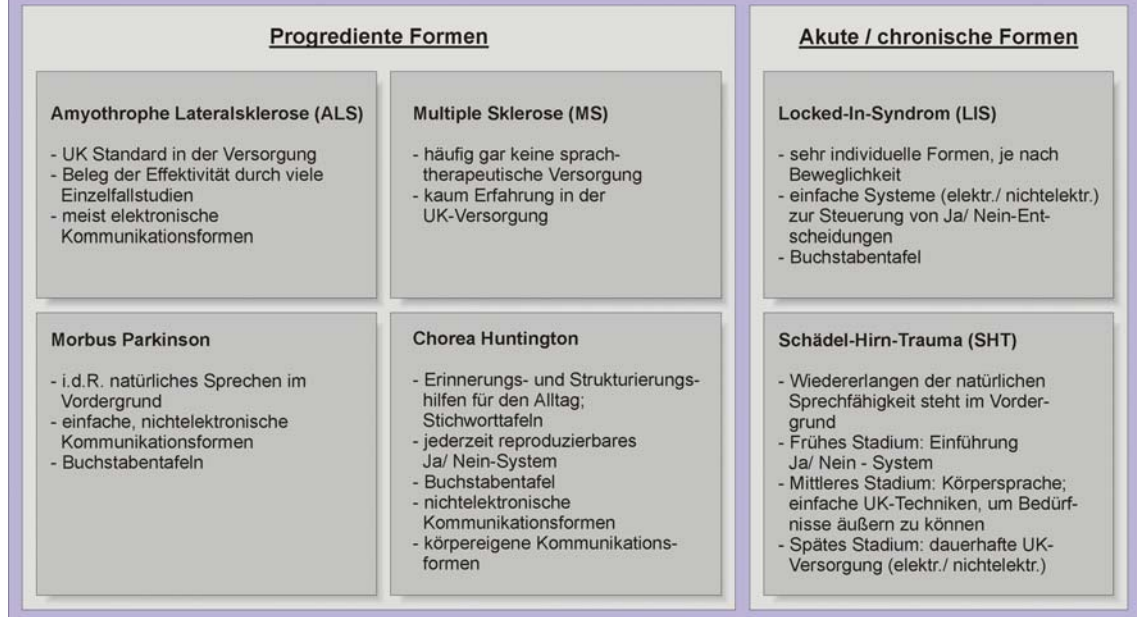 Progrediente Formen
Amyothrophe Lateralsklerose (ALS)
- UK Standard in der Versorgung
- Beleg der Effektivität durch viele
Einzelfallstudien
- meist elektronische
Kommunikationsformen
Multiple Sklerose (MS)
- häufig gar keine sprach-
therapeutische Versorgung
- kaum Erfahrung in der
UK-Versorgung
Morbus Parkinson
- i.d.R. natürliches Sprechen im
Vordergrund
- einfache, nichtelektronische
Kommunikationsformen
- Buchstabentafeln
Chorea Huntington
- Erinnerungs- und Strukturierungs-
hilfen für den Alltag;
Stichworttafeln
- jederzeit reproduzierbares
Ja/ Nein-System
- Buchstabentafel
- nichtelektronische
Kommunikationsformen
- körpereigene Kommunikations-
formen
Akute / chronische Formen
Locked-In-Syndrom (LIS)
- sehr individuelle Formen, je nach
Beweglichkeit
- einfache Systeme (elektr./ nichtelektr.)
zur Steuerung von Ja/ Nein-Ent-
scheidungen
- Buchstabentafel
Schädel-Hirn-Trauma (SHT)
- Wiedererlangen der natürlichen
Sprechfähigkeit steht im Vorder-
grund
- Frühes Stadium: Einführung
Ja/ Nein - System
- Mittleres Stadium: Körpersprache;
einfache UK-Techniken, um Bedürf-
nisse äußern zu können
- Spätes Stadium: dauerhafte UK-
Versorgung (elektr./ nichtelektr.)